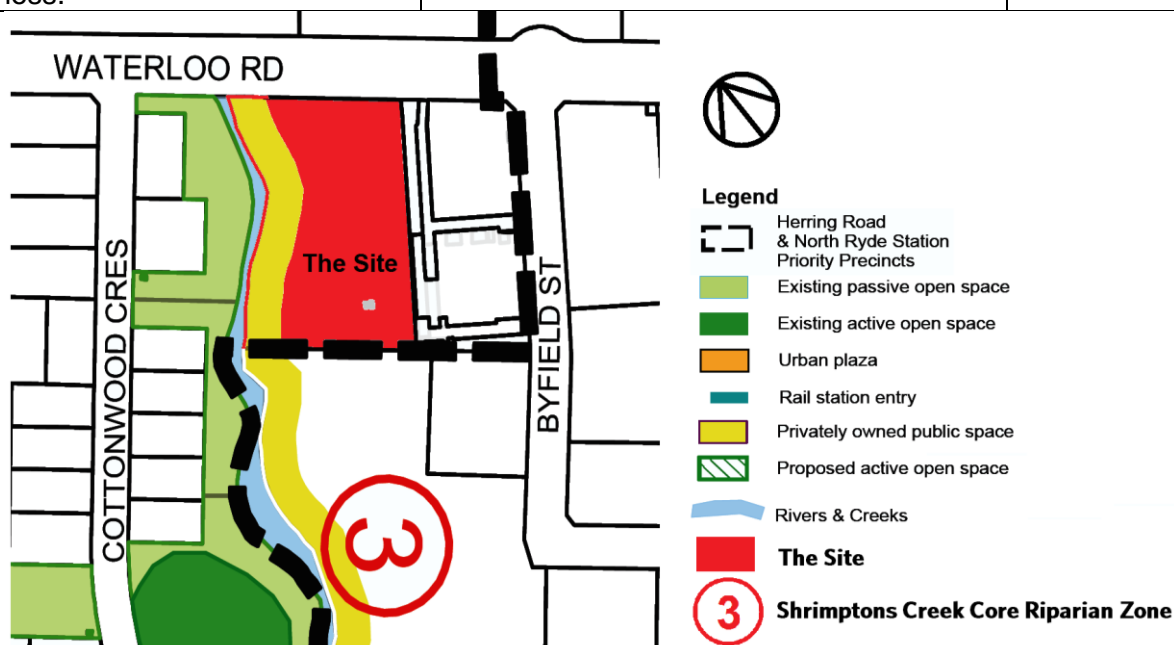 loss.
WATERLOO RD
The Site
COTTONWOOD CRES
BYFIELD ST
3
Legend
Herring Road
& North Ryde Station
Priority Precincts
Existing passive open space
Existing active open space
Urban plaza
Rail station entry
Privately owned public space
Proposed active open space
Rivers & Creeks
The Site
3 Shrimptons Creek Core Riparian Zone